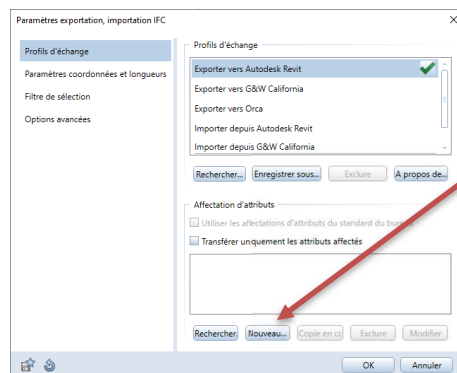 Paramètres exportation, importation IFC
Profils d'échange
Paramètres coordonnées et longueurs
Filtre de sélection
Options avancées
Profils d'échange
Exporter vers Autodesk Revit
Exporter vers G&W California
Exporter vers Orca
Importer depuis Autodesk Revit
Importer depuis G&W California
Rechercher... Enregistrer sous... Exclure A propos de...
Affectation d'attributs
Utiliser les affectations d'attributs du standard du bureau
Transférer uniquement les attributs affectés
Rechercher Nouveau... Copie en Exclure Modifier
OK Annuler